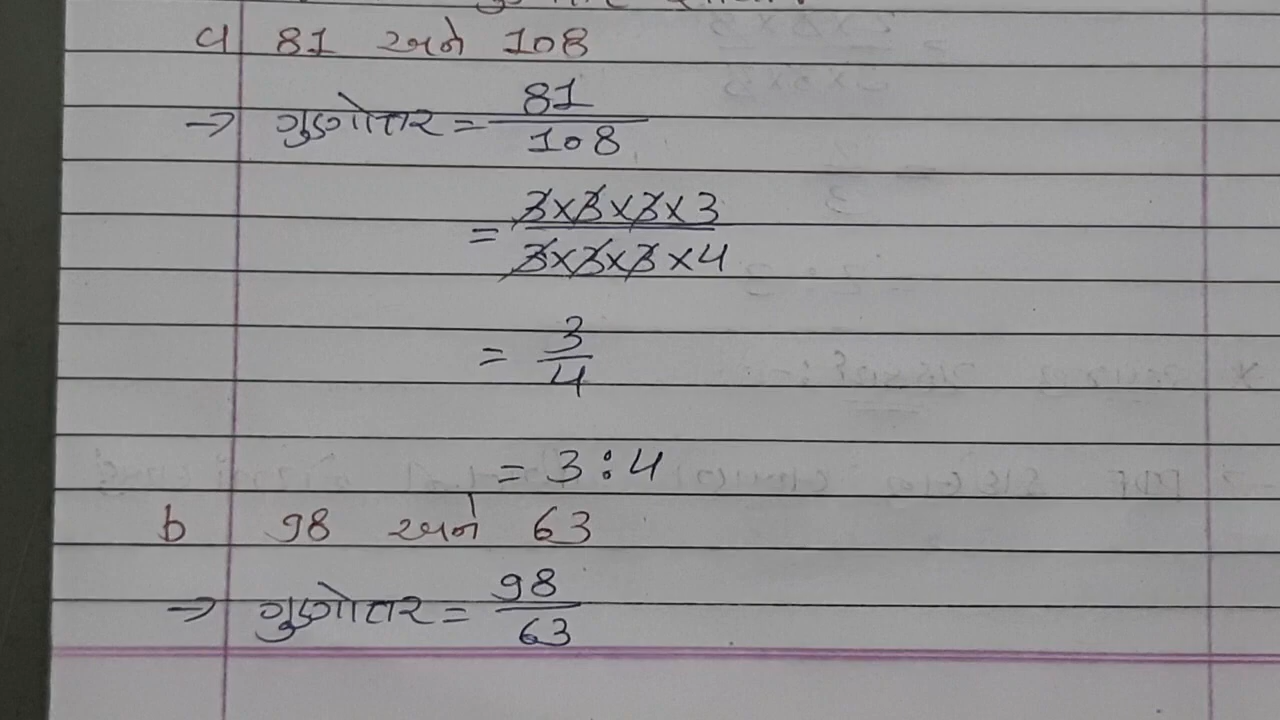 a 81 અને 108
→ ગુણોત્તર = 81/108
= 3×3×3×3/3×3×3×4
= 3/4
= 3:4
b 98 અને 63
→ ગુણોત્તર = 98/63